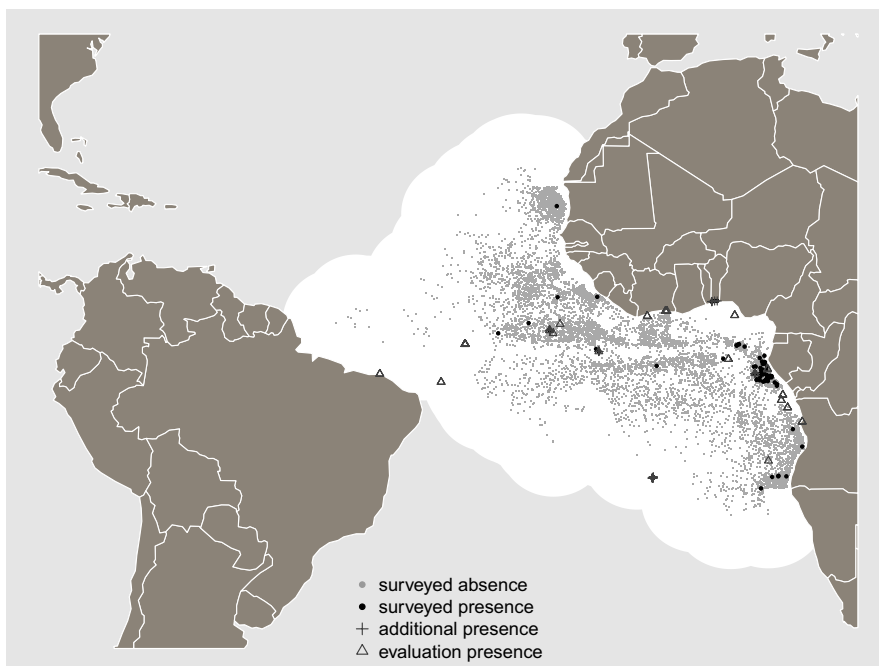 surveyed absence
surveyed presence
additional presence
evaluation presence